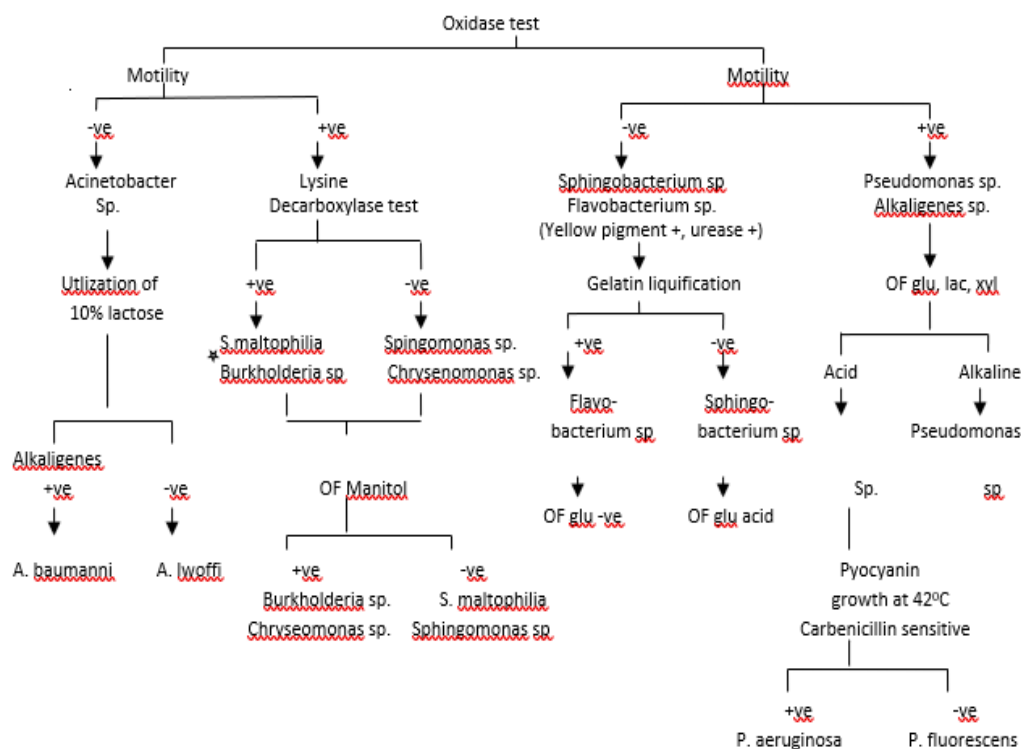 Oxidase test
Motility Motility
-ve +ve -ve +ve
Acinetobacter Lysine Sphingobacterium sp Pseudomonas sp.
Sp. Decarboxylase test Flavobacterium sp. Alkaligenes sp.
(Yellow pigment +, urease +)
Utlization of +ve -ve Gelatin liquification OF glu, lac, xyl
10% lactose
S.maltophilia Spingomonas sp. +ve -ve
Burkholderia sp Chrysenomonas sp. Acid Alkaline
Flavo- Sphingo-
bacterium sp bacterium sp Pseudomonas
Alkaligenes
+ve -ve OF Manitol Sp. sp
OF glu -ve OF glu acid
A. baumanni A. lwoffi +ve -ve Pyocyanin
Burkholderia sp. S. maltophilia growth at 42⁰C
Chryseomonas sp. Sphingomonas sp Carbenicillin sensitive
+ve -ve
P. aeruginosa P. fluorescens